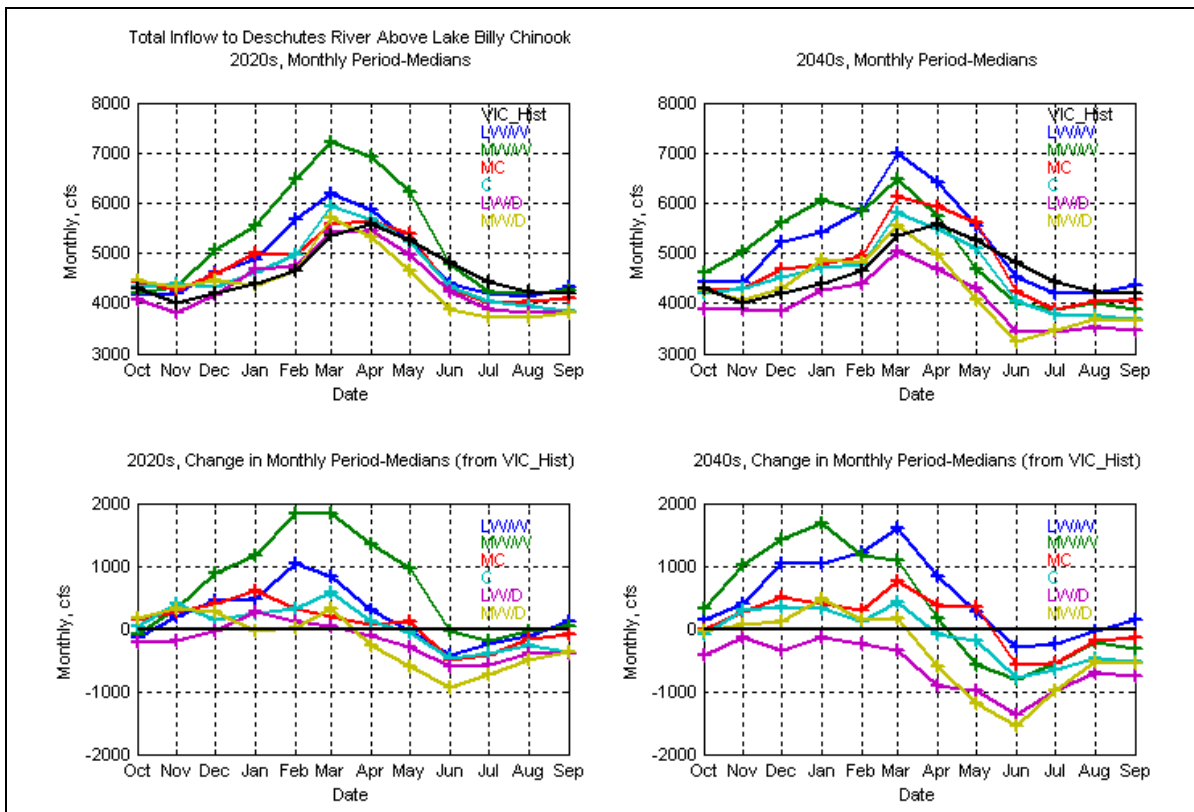 Total Inflow to Deschutes River Above Lake Billy Chinook
2020s, Monthly Period-Medians
8000
7000
6000
5000
4000
3000
Monthly, cfs
VIC_Hist
LW/W
MW/W
MC
C
LW/D
MW/D
Oct Nov Dec Jan Feb Mar Apr May Jun Jul Aug Sep
Date
2040s, Monthly Period-Medians
8000
7000
6000
5000
4000
3000
Monthly, cfs
VIC_Hist
LW/W
MW/W
MC
C
LW/D
MW/D
Oct Nov Dec Jan Feb Mar Apr May Jun Jul Aug Sep
Date
2020s, Change in Monthly Period-Medians (from VIC_Hist)
2000
1000
0
-1000
-2000
Monthly, cfs
LW/W
MW/W
MC
C
LW/D
MW/D
Oct Nov Dec Jan Feb Mar Apr May Jun Jul Aug Sep
Date
2040s, Change in Monthly Period-Medians (from VIC_Hist)
2000
1000
0
-1000
-2000
Monthly, cfs
LW/W
MW/W
MC
C
LW/D
MW/D
Oct Nov Dec Jan Feb Mar Apr May Jun Jul Aug Sep
Date